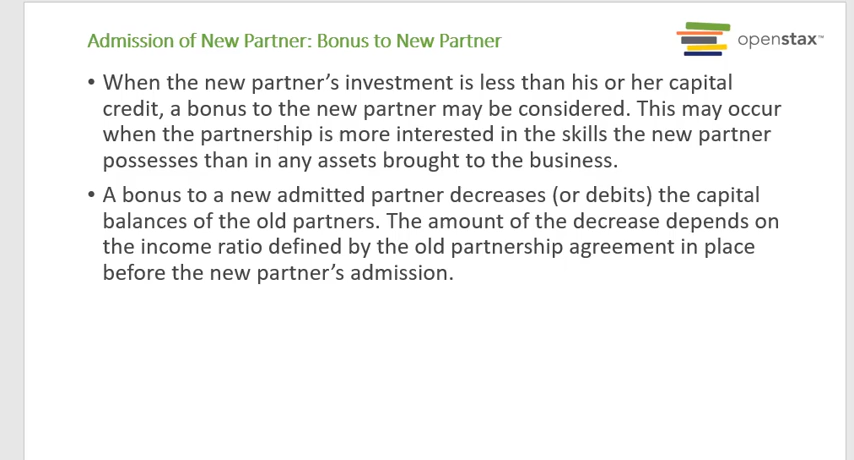 Admission of New Partner: Bonus to New Partner
openstax™
• When the new partner’s investment is less than his or her capital
credit, a bonus to the new partner may be considered. This may occur
when the partnership is more interested in the skills the new partner
possesses than in any assets brought to the business.
• A bonus to a new admitted partner decreases (or debits) the capital
balances of the old partners. The amount of the decrease depends on
the income ratio defined by the old partnership agreement in place
before the new partner’s admission.